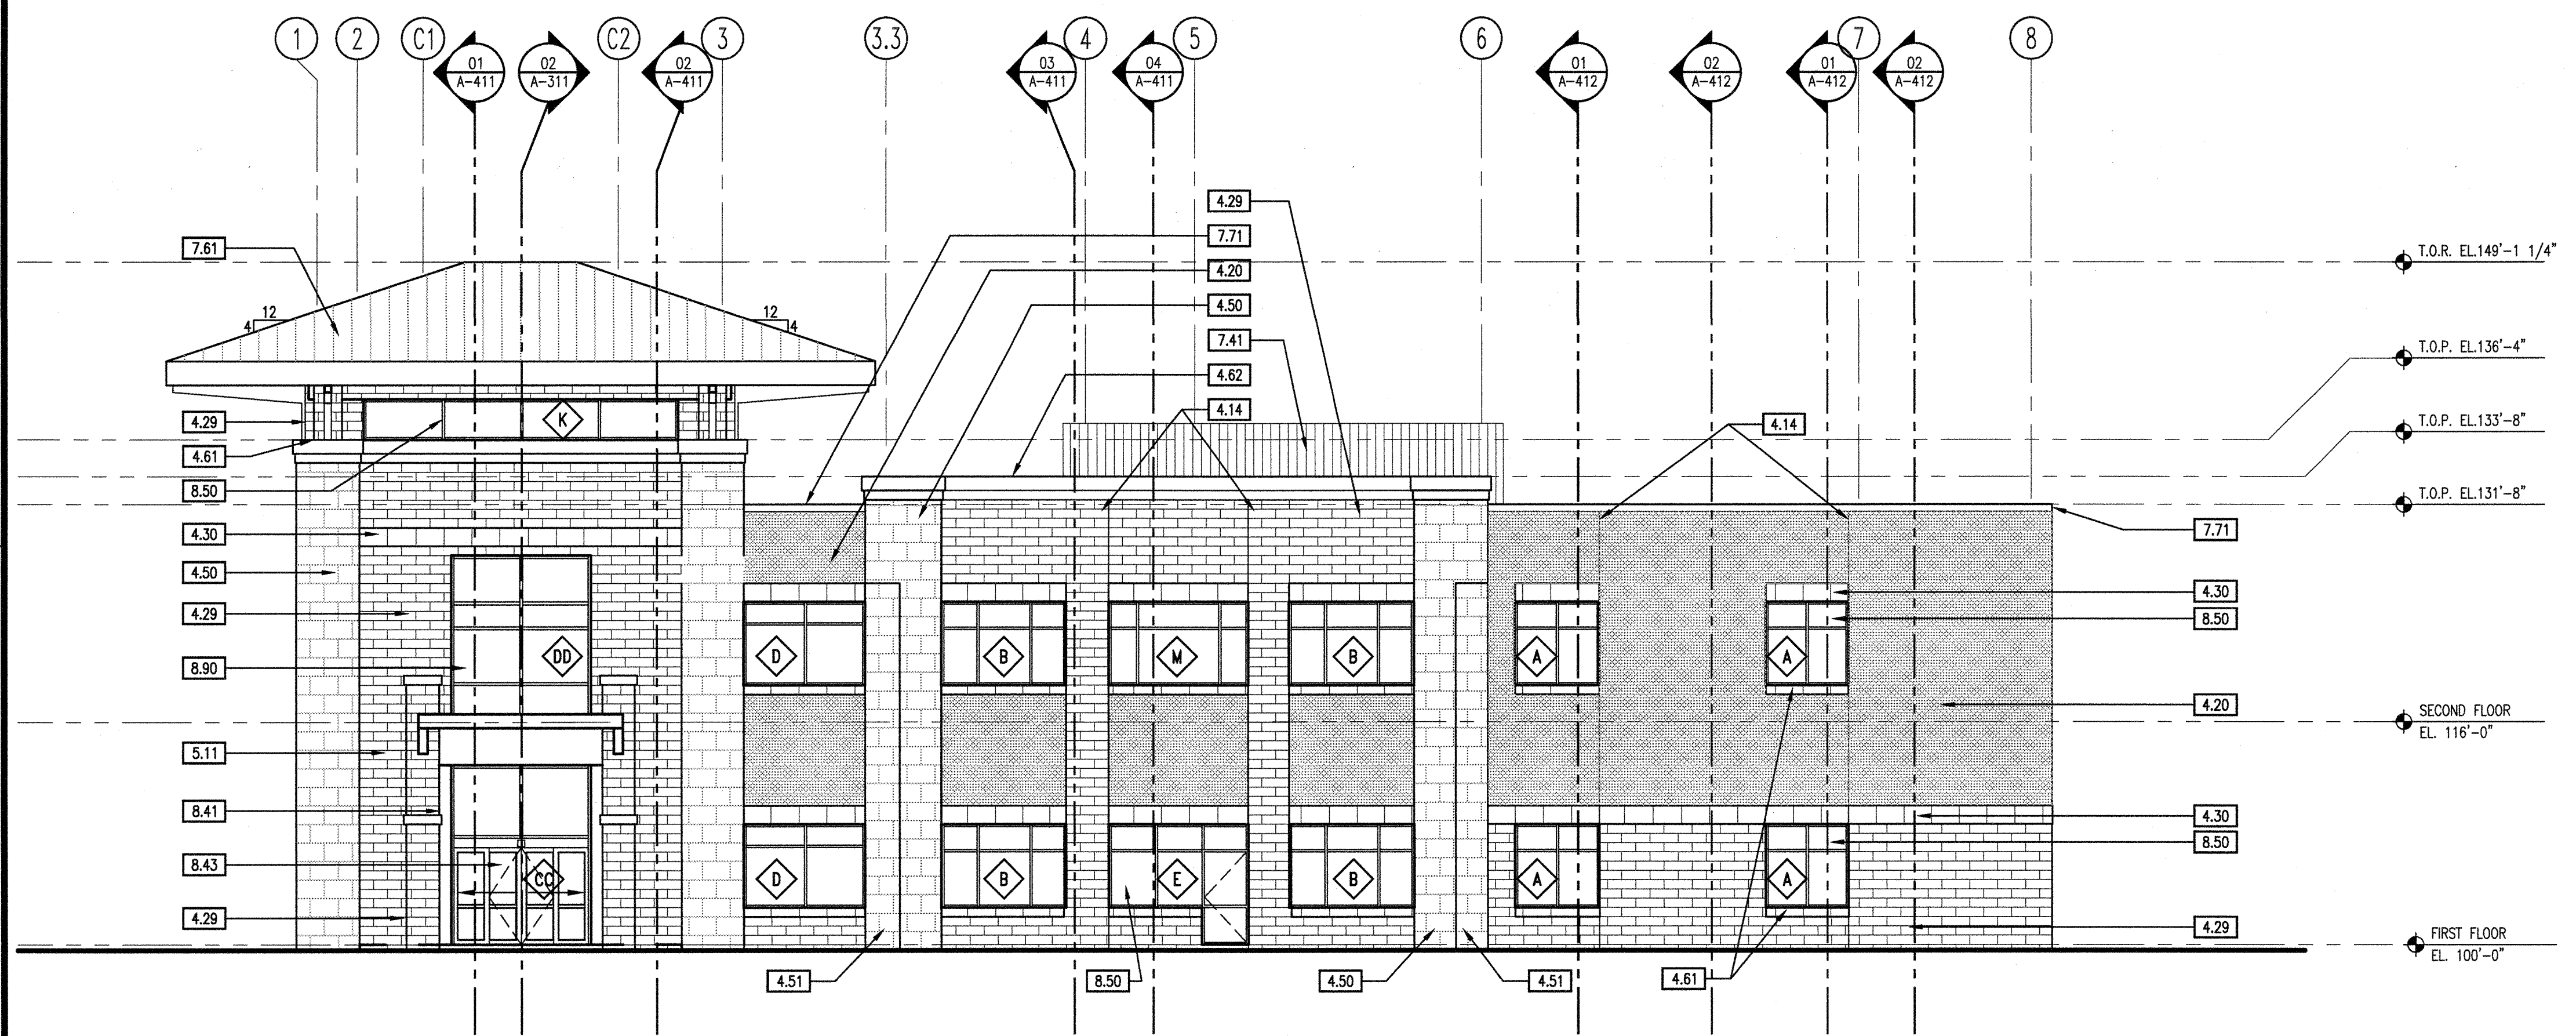 1
2
C1
C2
3
3.3
4
5
6
7
8
01
A-411
02
A-311
02
A-411
03
A-411
04
A-411
01
A-412
02
A-412
01
A-412
02
A-412
4.29
7.71
4.20
4.50
7.41
4.62
4.14
4.14
7.61
12
4
12
4
4.29
4.61
8.50
4.30
4.50
4.29
8.90
5.11
8.41
8.43
4.29
K
DD
CC
D
B
M
B
A
A
D
B
E
B
A
A
4.51
8.50
4.50
4.51
4.61
7.71
4.30
8.50
4.20
4.30
8.50
4.29
T.O.R. EL.149'-1 1/4"
T.O.P. EL.136'-4"
T.O.P. EL.133'-8"
T.O.P. EL.131'-8"
SECOND FLOOR
EL. 116'-0"
FIRST FLOOR
EL. 100'-0"